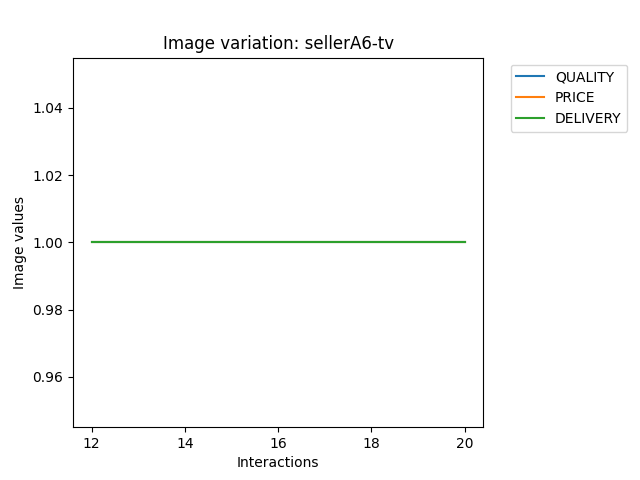 Image variation: sellerA6-tv
QUALITY
PRICE
DELIVERY
1.04
1.02
1.00
0.98
0.96
Image values
12 14 16 18 20
Interactions